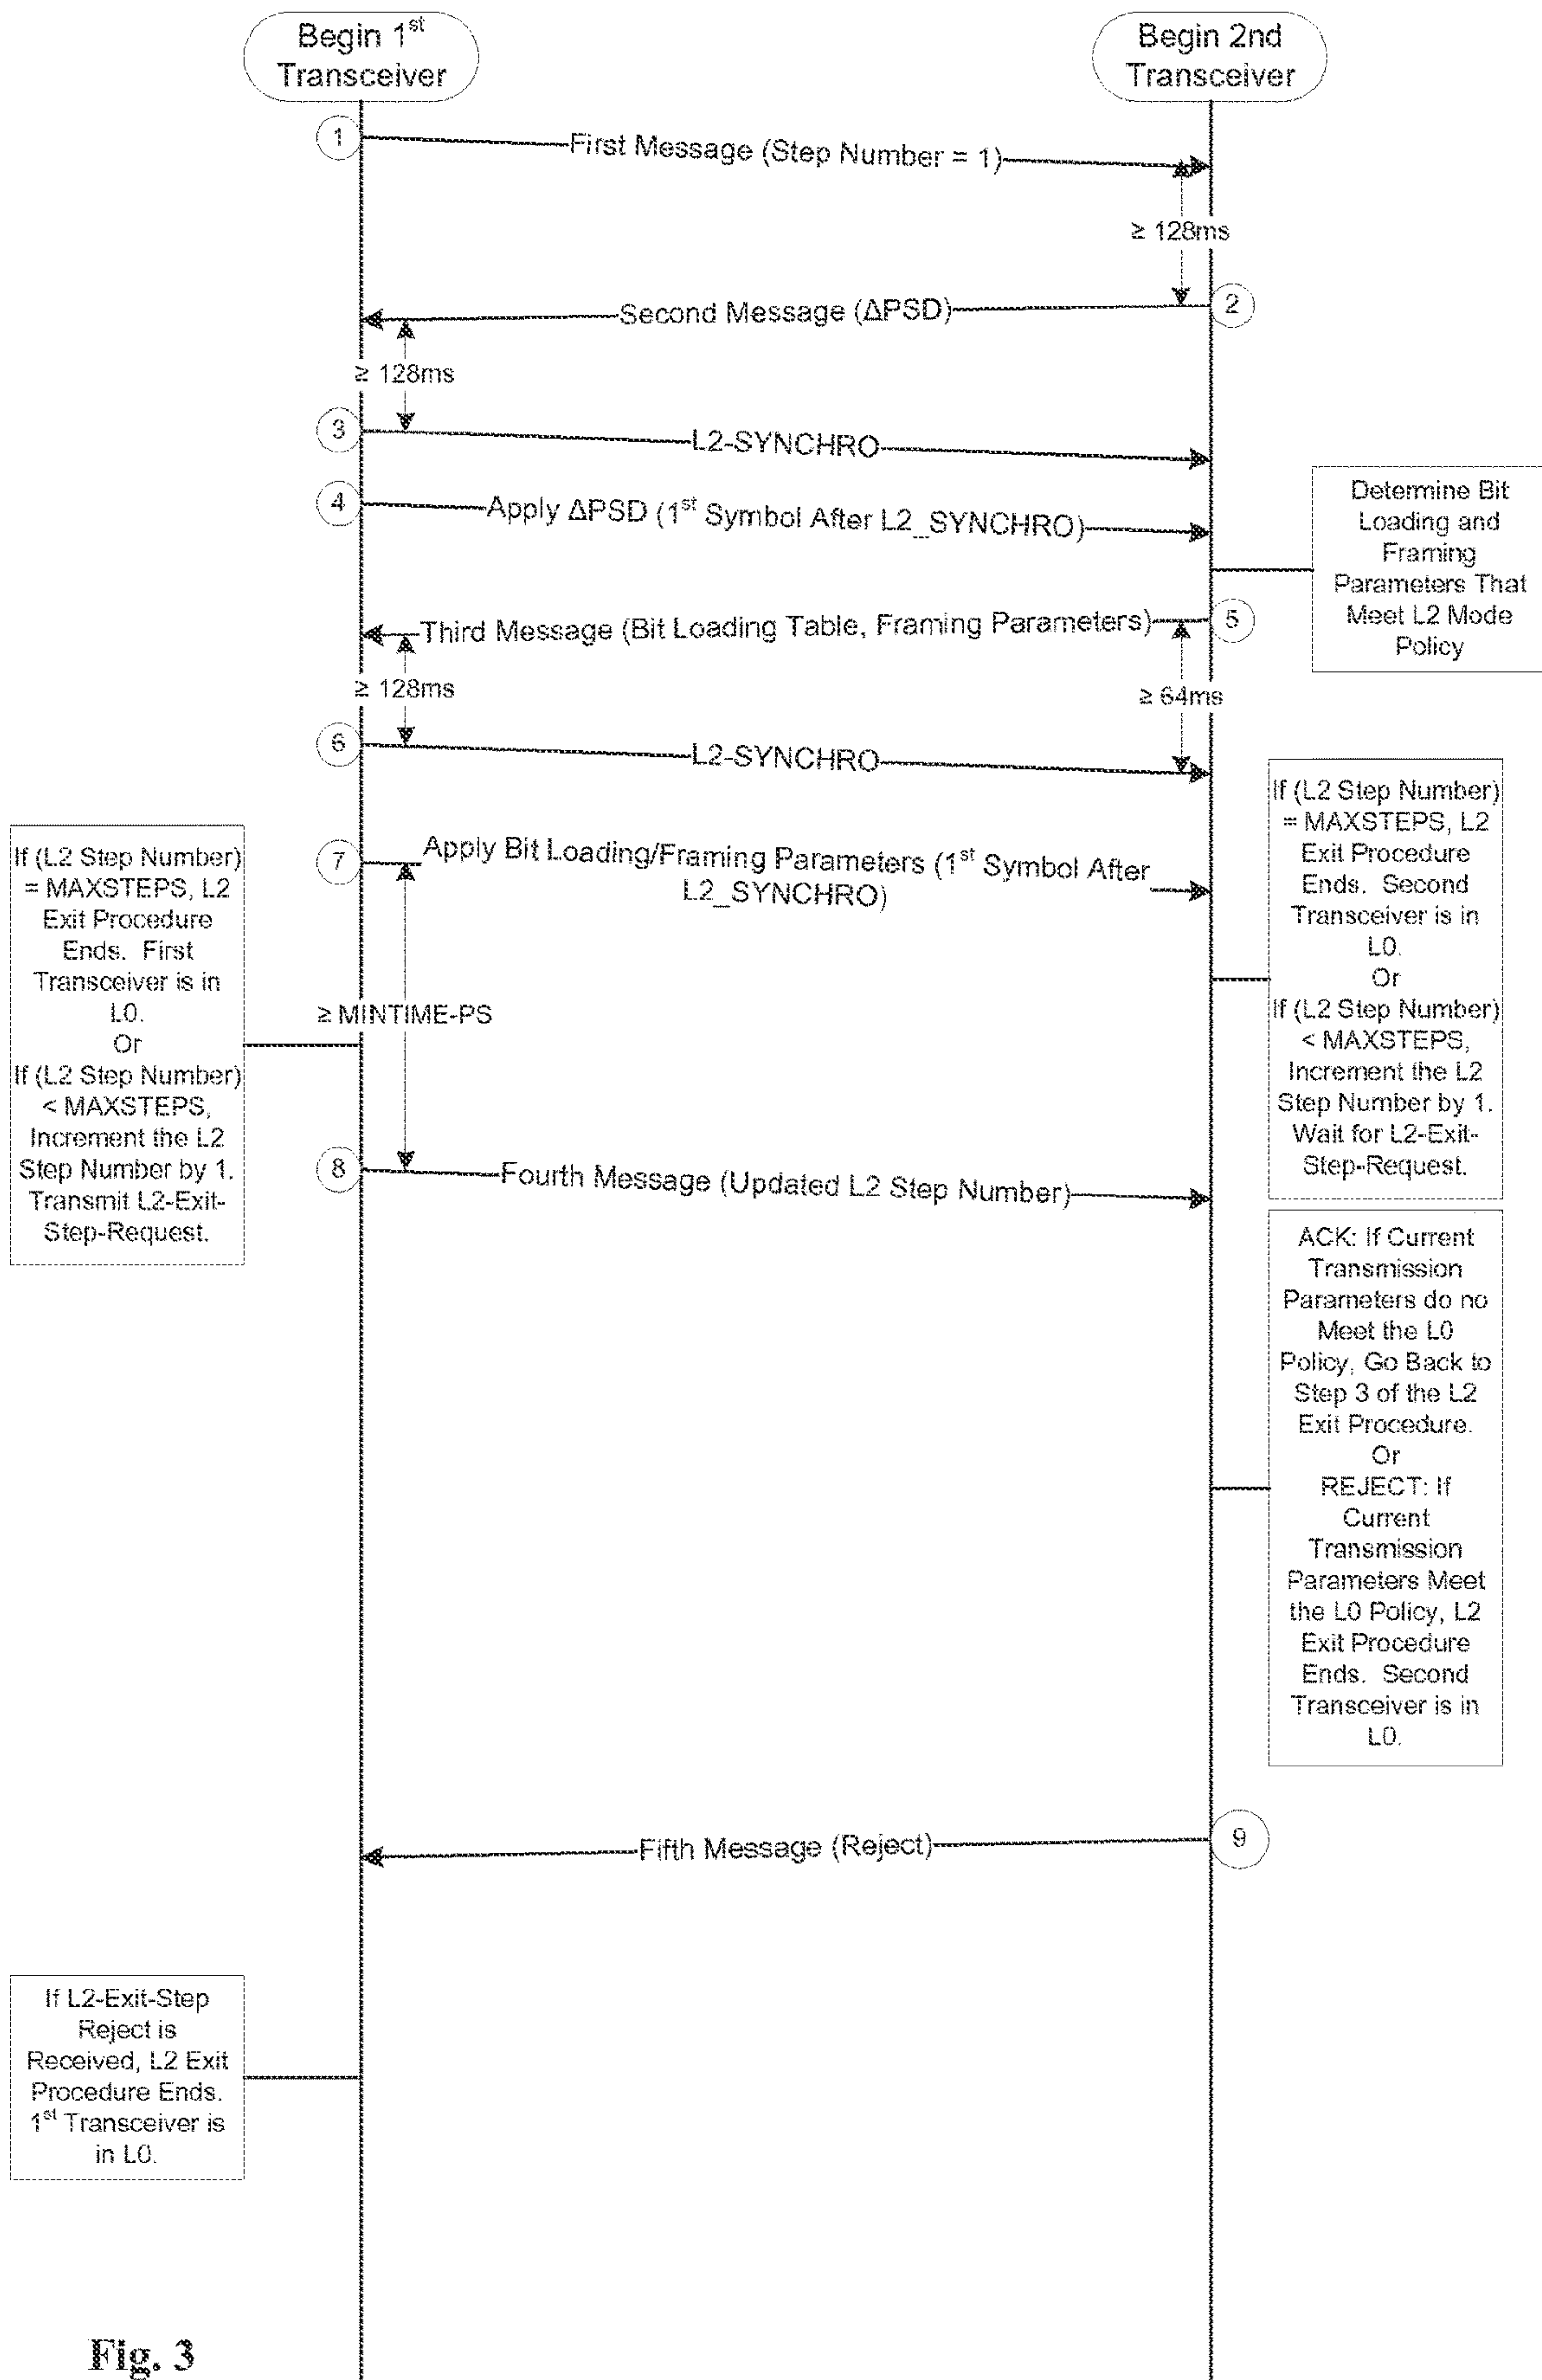 Begin 1st
Transceiver
Begin 2nd
Transceiver
1
First Message (Step Number = 1)
≥ 128ms
Second Message (ΔPSD)
2
≥ 128ms
3
L2-SYNCHRO
4
Apply ΔPSD (1st Symbol After L2_SYNCHRO)
Determine Bit
Loading and
Framing
Parameters That
Meet L2 Mode
Policy
Third Message (Bit Loading Table, Framing Parameters)
5
≥ 128ms
≥ 64ms
6
L2-SYNCHRO
If (L2 Step Number)
= MAXSTEPS, L2
Exit Procedure
Ends. Second
Transceiver is in
L0.
Or
If (L2 Step Number)
< MAXSTEPS,
Increment the L2
Step Number by 1.
Wait for L2-Exit-
Step-Request.
7
Apply Bit Loading/Framing Parameters (1st Symbol After
L2_SYNCHRO)
If (L2 Step Number)
= MAXSTEPS, L2
Exit Procedure
Ends. First
Transceiver is in
L0.
Or
If (L2 Step Number)
< MAXSTEPS,
Increment the L2
Step Number by 1.
Transmit L2-Exit-
Step-Request.
≥ MINTIME-PS
8
Fourth Message (Updated L2 Step Number)
ACK: If Current
Transmission
Parameters do no
Meet the L0
Policy, Go Back to
Step 3 of the L2
Exit Procedure.
Or
REJECT: If
Current
Transmission
Parameters Meet
the L0 Policy, L2
Exit Procedure
Ends. Second
Transceiver is in
L0.
Fifth Message (Reject)
9
If L2-Exit-Step
Reject is
Received, L2 Exit
Procedure Ends.
1st Transceiver is
in L0.
Fig. 3